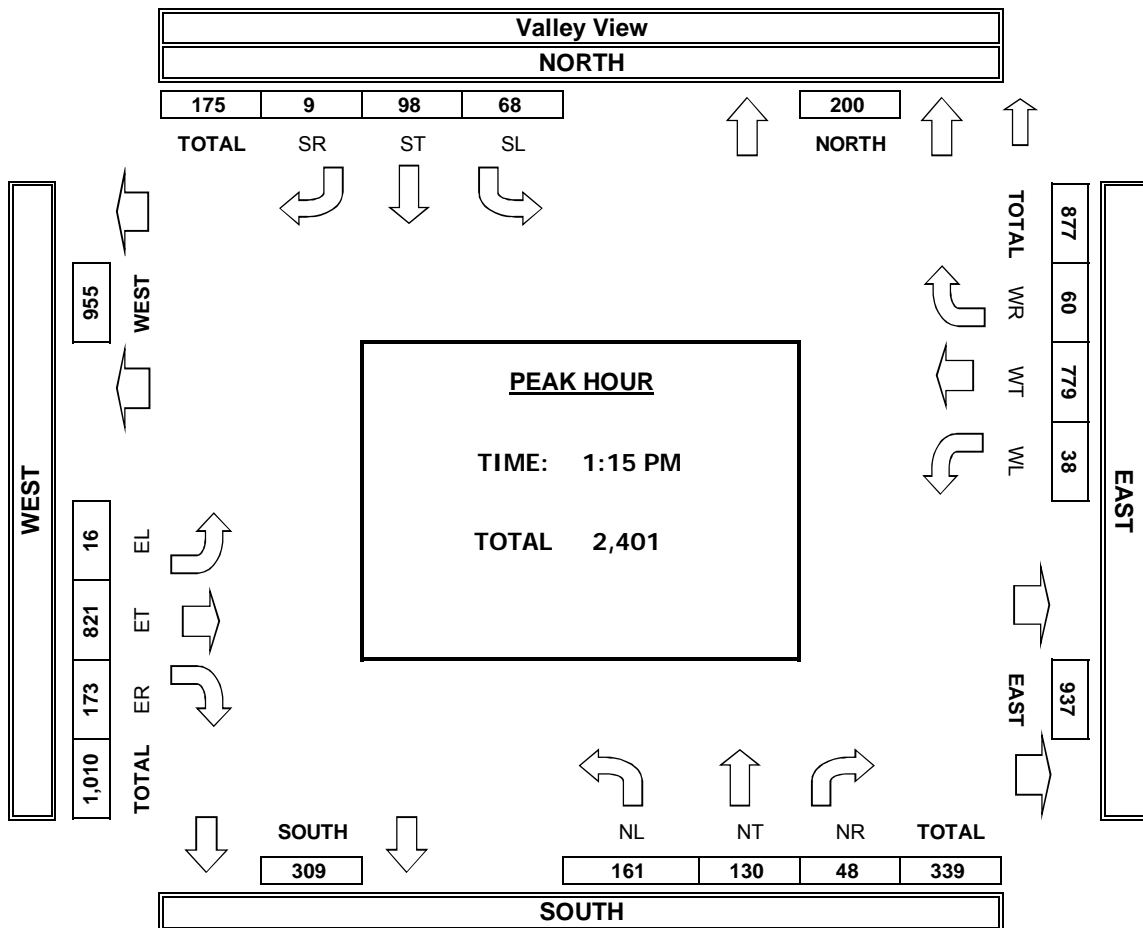 Valley View
NORTH
175 9 98 68 200
TOTAL SR ST SL NORTH
WEST
955 WEST
16 EL
821 ET
173 ER
1,010 TOTAL
PEAK HOUR
TIME: 1:15 PM
TOTAL 2,401
TOTAL 877
WR 60
WT 779
WL 38
EAST
EAST 937
SOUTH NL NT NR TOTAL
309 161 130 48 339
SOUTH